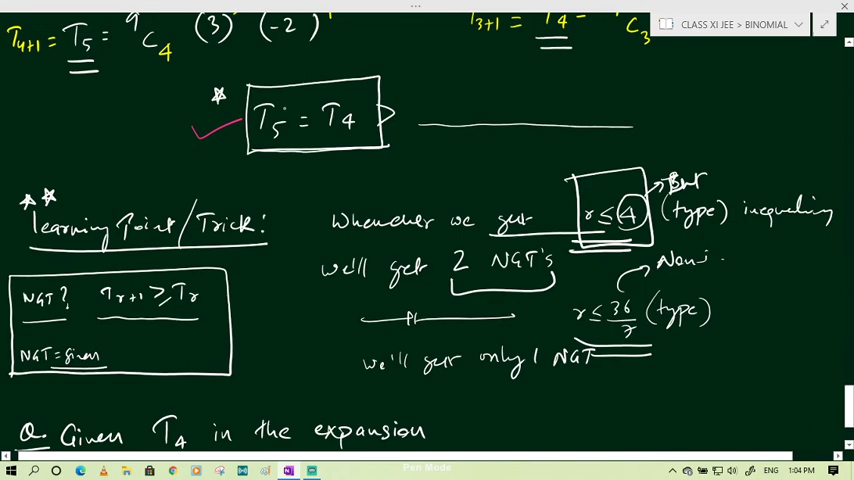 CLASS XI JEE > BINOMIAL
T4+1 = T5 = 9C4 (3) (-2)
T3+1 = T4 = C3
T5 = T4
Learning Point/Trick:
Whenever we get r ≤ 4 (type) inequality
we'll get 2 NGT's
NGT? Tr+1 ≥ Tr
NGT = given
r ≤ 36/7 (type)
we'll get only 1 NGT
Q. Given T4 in the expansion
Pen Mode
ENG 1:04 PM